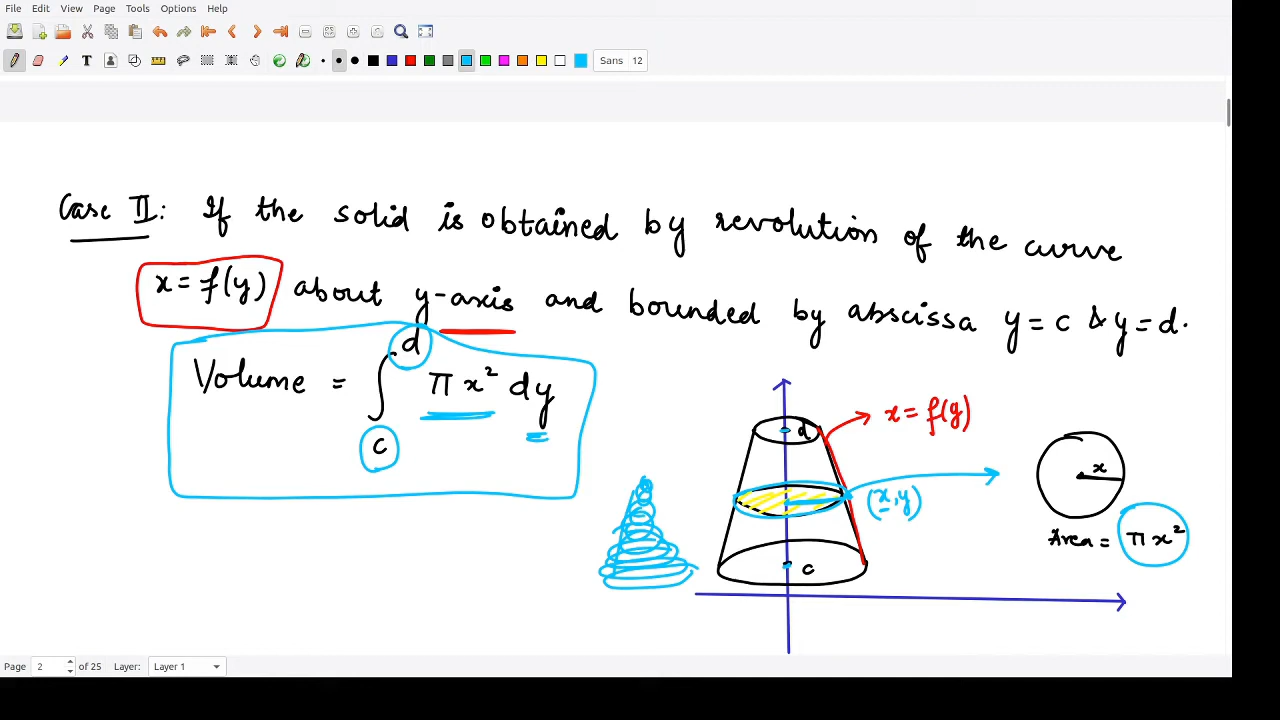 File Edit View Page Tools Options Help
T Sans 12
Case II: If the solid is obtained by revolution of the curve
x = f(y) about y-axis and bounded by abscissa y = c & y = d.
Volume = ∫_c^d π x² dy
d
x = f(y)
(x, y)
c
x
Area = π x²
Page 2 of 25 Layer: Layer 1